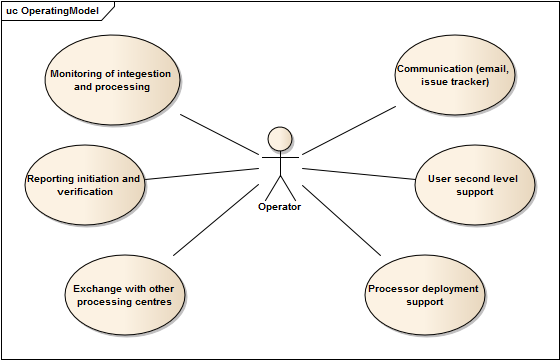 uc OperatingModel
Monitoring of integestion
and processing
Communication (email,
issue tracker)
Reporting initiation and
verification
User second level
support
Operator
Exchange with other
processing centres
Processor deployment
support